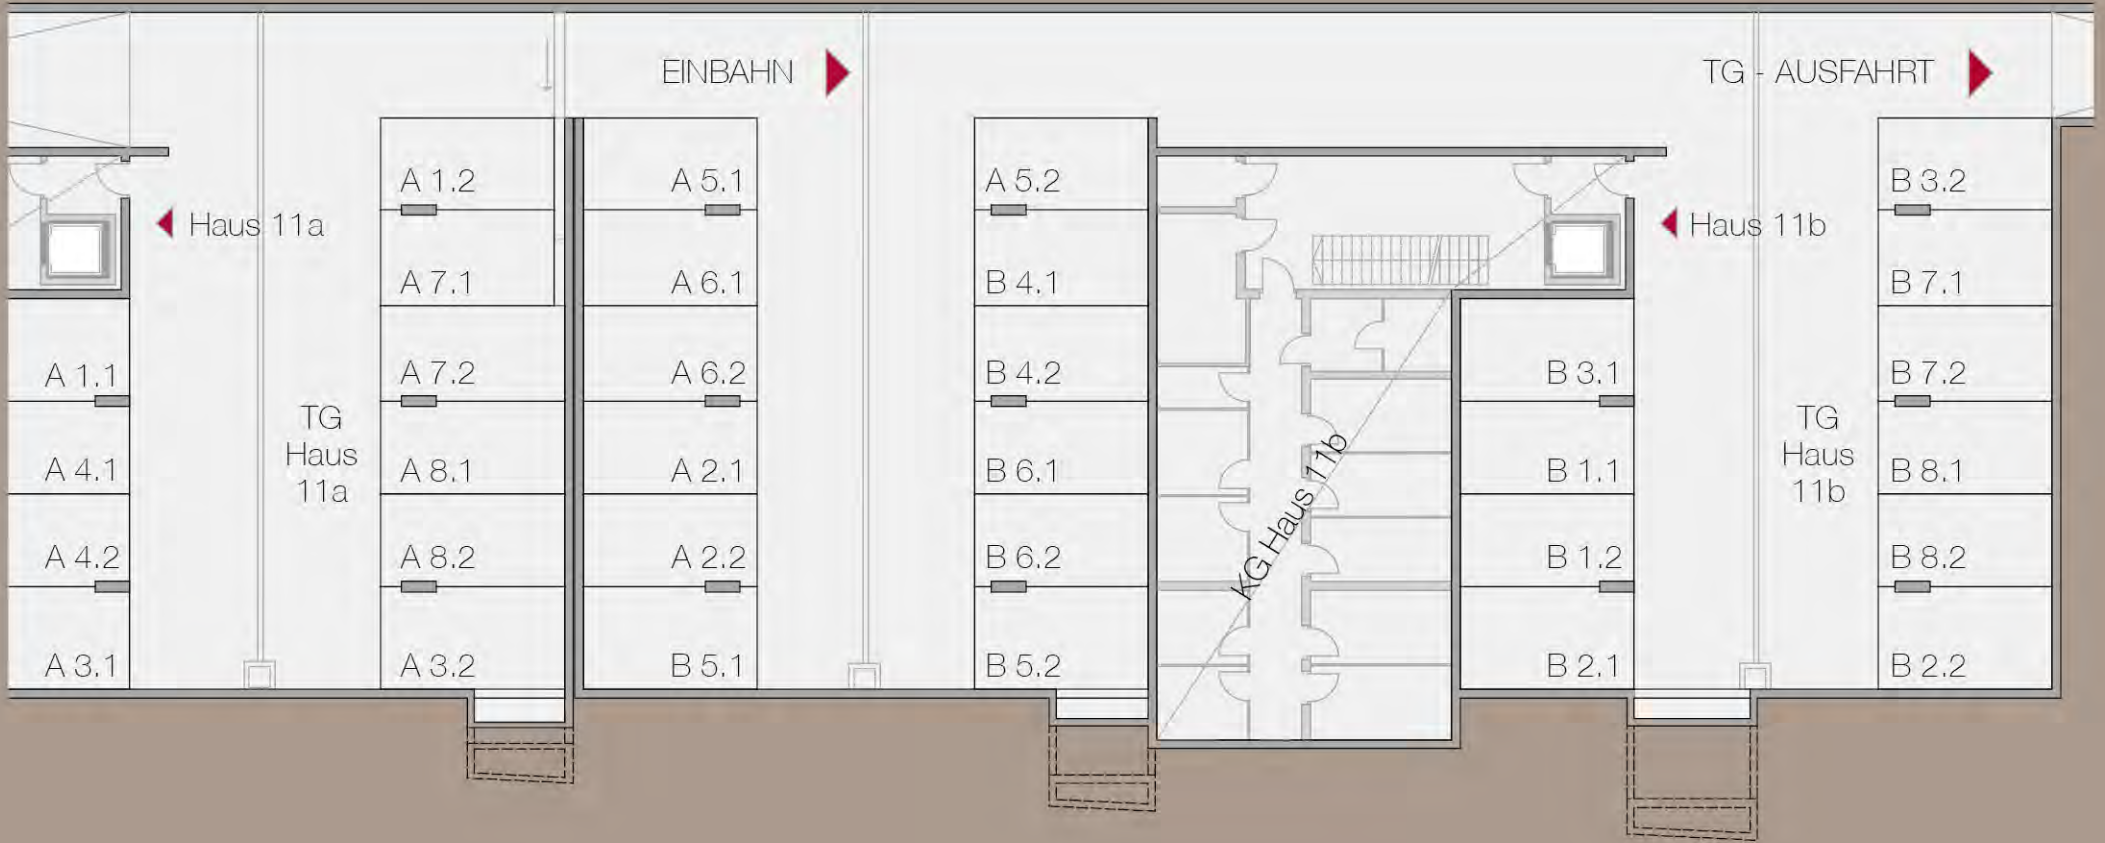 EINBAHN
TG - AUSFAHRT
A 1.2
A 5.1
A 5.2
B 3.2
Haus 11a
Haus 11b
A 7.1
A 6.1
B 4.1
B 7.1
A 1.1
A 7.2
A 6.2
B 4.2
B 3.1
B 7.2
TG
Haus
11a
TG
Haus
11b
KG Haus 11b
A 4.1
A 8.1
A 2.1
B 6.1
B 1.1
B 8.1
A 4.2
A 8.2
A 2.2
B 6.2
B 1.2
B 8.2
A 3.1
A 3.2
B 5.1
B 5.2
B 2.1
B 2.2